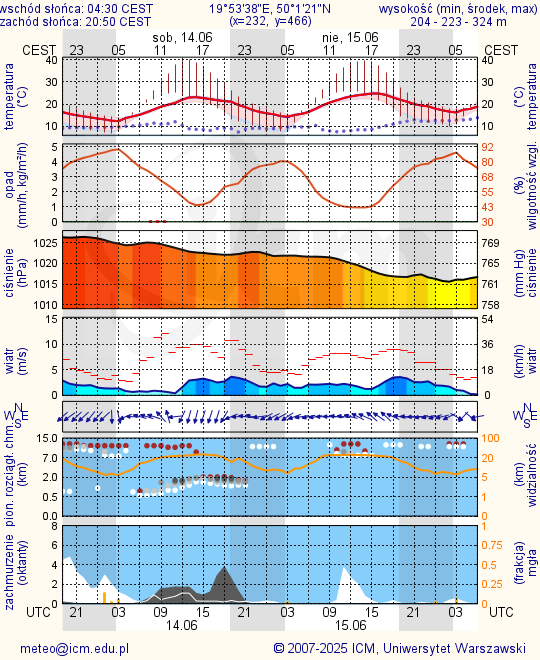 wschód słońca: 04:30 CEST
zachód słońca: 20:50 CEST
19°53'38"E, 50°1'21"N
(x=232, y=466)
wysokość (min, środek, max)
204 - 223 - 324 m
sob, 14.06
nie, 15.06
CEST 23 05 11 17 23 05 11 17 23 05 CEST
temperatura
(°C)
40 30 20 10
40 30 20 10
temperatura
(°C)
opad
(mm/h, kg/m²/h)
5 4 3 2 1 0
92 80 68 55 43 30
(%)
wilgotność wzgl.
ciśnienie
(hPa)
1025 1020 1015 1010
769 765 761 758
(mm Hg)
ciśnienie
wiatr
(m/s)
15 10 5 0
54 36 18 0
(km/h)
wiatr
N
W E
S
N
W E
S
pion. rozciągł. chm.
(km)
15.0 7.0 2.0 0.5 0.0
100 20 5 1 0
(km)
widzialność
zachmurzenie
(oktanty)
8 6 4 2 0
1 0.75 0.5 0.25 0
(frakcja)
mgła
UTC 21 03 09 15 21 03 09 15 21 03 UTC
14.06
15.06
meteo@icm.edu.pl
© 2007-2025 ICM, Uniwersytet Warszawski